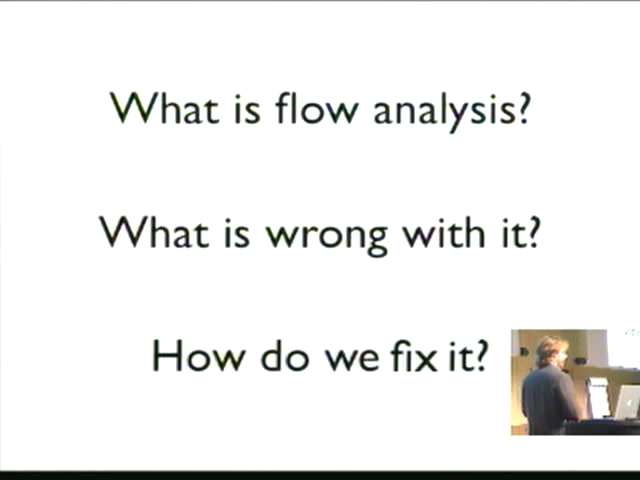 What is flow analysis?
What is wrong with it?
How do we fix it?